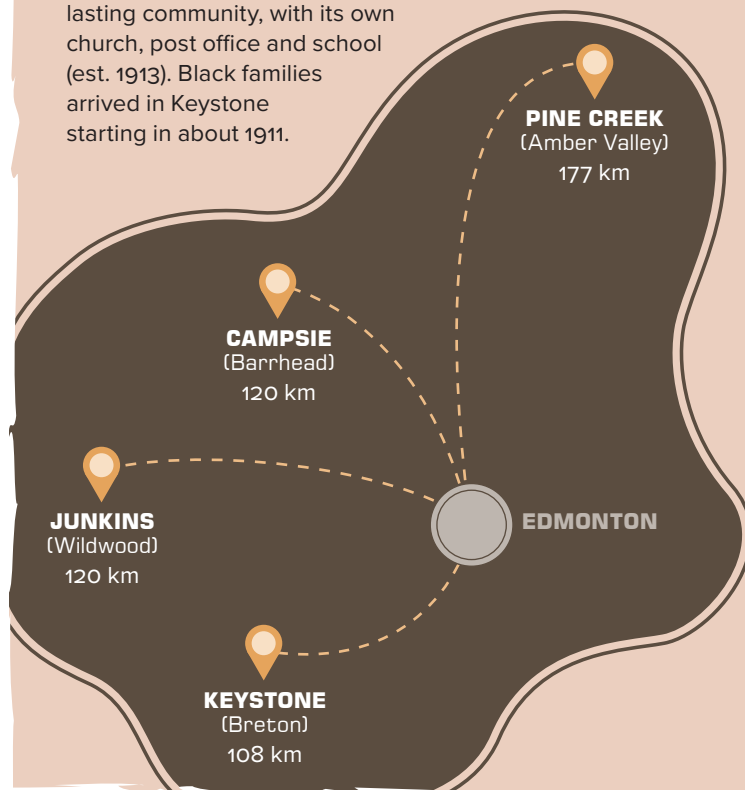 lasting community, with its own
church, post office and school
(est. 1913). Black families
arrived in Keystone
starting in about 1911.
PINE CREEK
(Amber Valley)
177 km
CAMPSIE
(Barrhead)
120 km
JUNKINS
(Wildwood)
120 km
EDMONTON
KEYSTONE
(Breton)
108 km